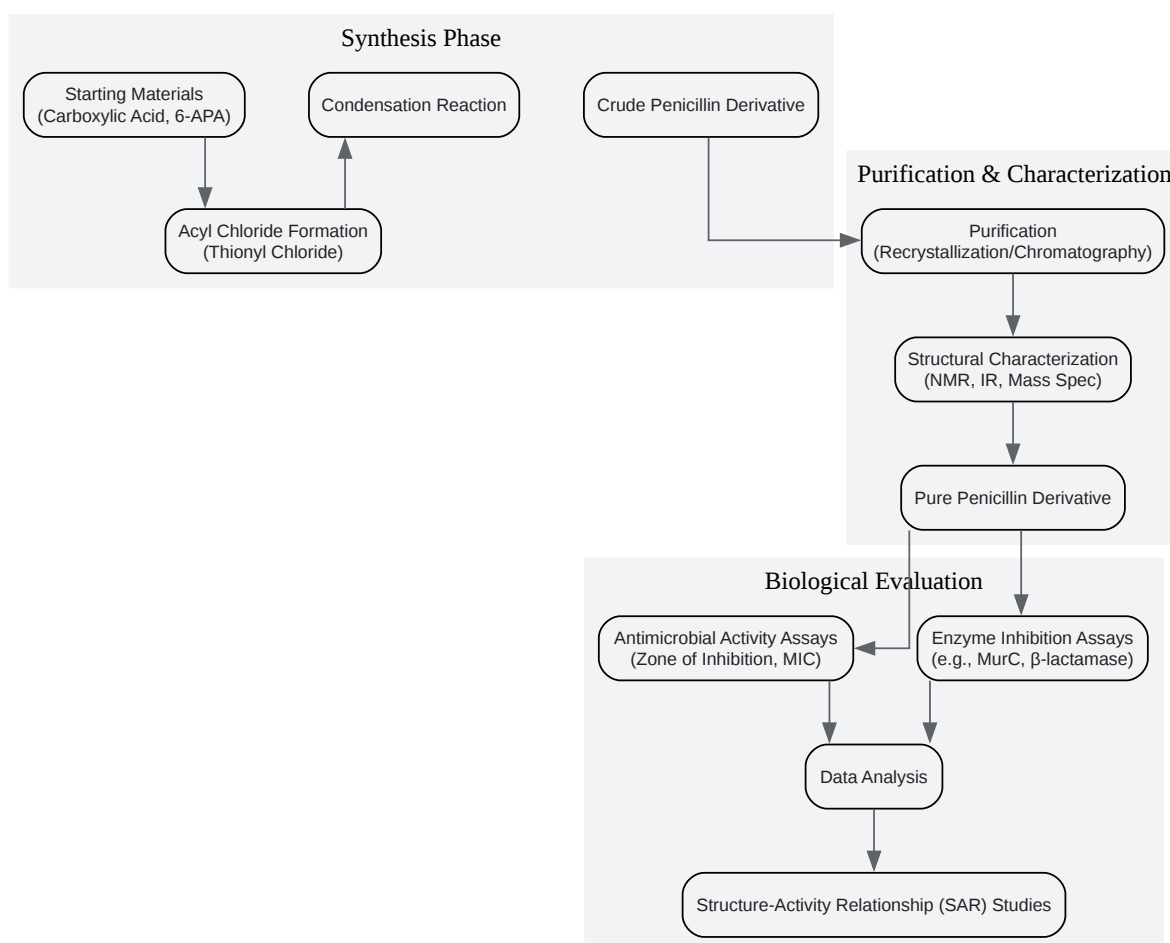 Synthesis Phase
Starting Materials
(Carboxylic Acid, 6-APA)
Condensation Reaction
Crude Penicillin Derivative
Acyl Chloride Formation
(Thionyl Chloride)
Purification & Characterization
Purification
(Recrystallization/Chromatography)
Structural Characterization
(NMR, IR, Mass Spec)
Pure Penicillin Derivative
Biological Evaluation
Antimicrobial Activity Assays
(Zone of Inhibition, MIC)
Enzyme Inhibition Assays
(e.g., MurC, β-lactamase)
Data Analysis
Structure-Activity Relationship (SAR) Studies